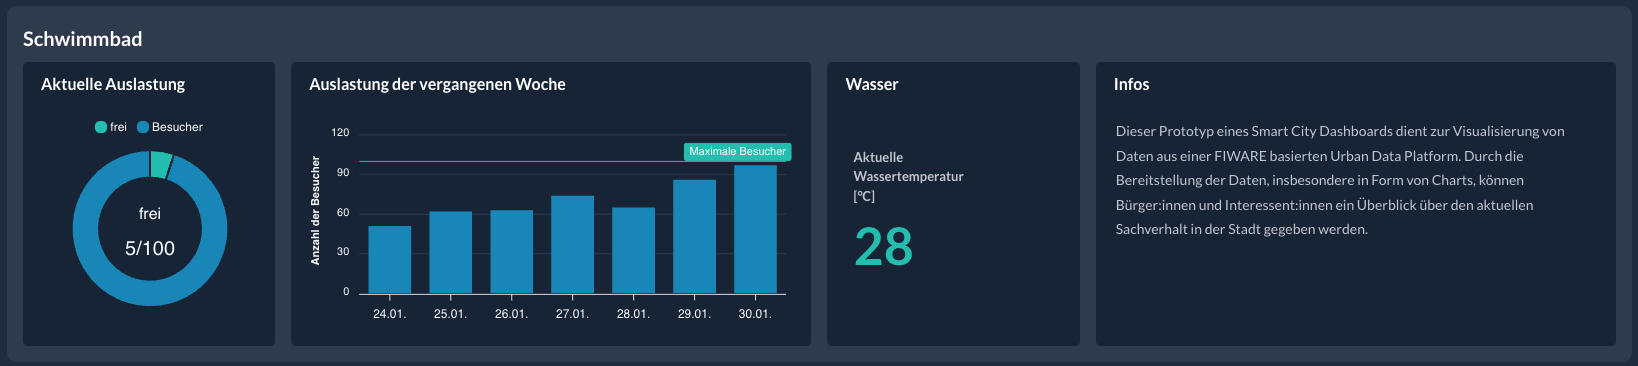 Schwimmbad
Aktuelle Auslastung
frei
Besucher
frei
5/100
Auslastung der vergangenen Woche
Anzahl der Besucher
120
90
60
30
0
Maximale Besucher
24.01.
25.01.
26.01.
27.01.
28.01.
29.01.
30.01.
Wasser
Aktuelle
Wassertemperatur
[°C]
28
Infos
Dieser Prototyp eines Smart City Dashboards dient zur Visualisierung von
Daten aus einer FIWARE basierten Urban Data Platform. Durch die
Bereitstellung der Daten, insbesondere in Form von Charts, können
Bürger:innen und Interessent:innen ein Überblick über den aktuellen
Sachverhalt in der Stadt gegeben werden.